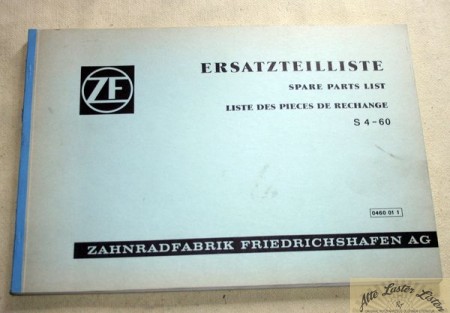 ZF
ERSATZTEILLISTE
SPARE PARTS LIST
LISTE DES PIECES DE RECHANGE
S 4-60
0460 01 1
ZAHNRADFABRIK FRIEDRICHSHAFEN AG
Alte Laster Listen